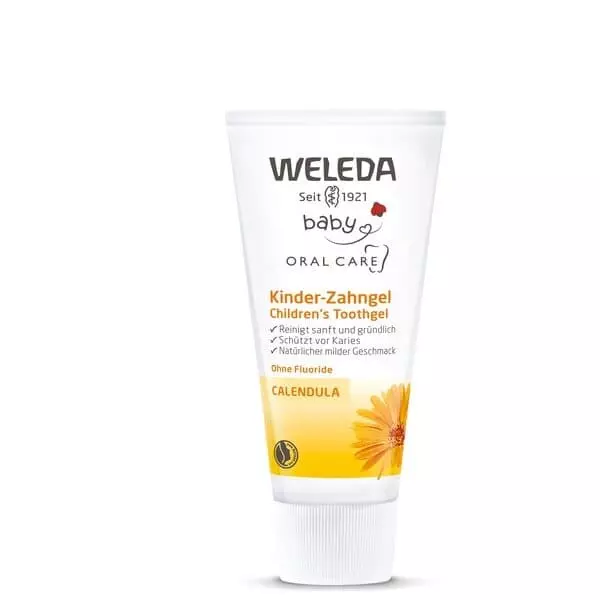 WELEDA
Seit 1921
baby
ORAL CARE
Kinder-Zahngel
Children's Toothgel
✓ Reinigt sanft und gründlich
✓ Schützt vor Karies
✓ Natürlicher milder Geschmack
Ohne Fluoride
CALENDULA